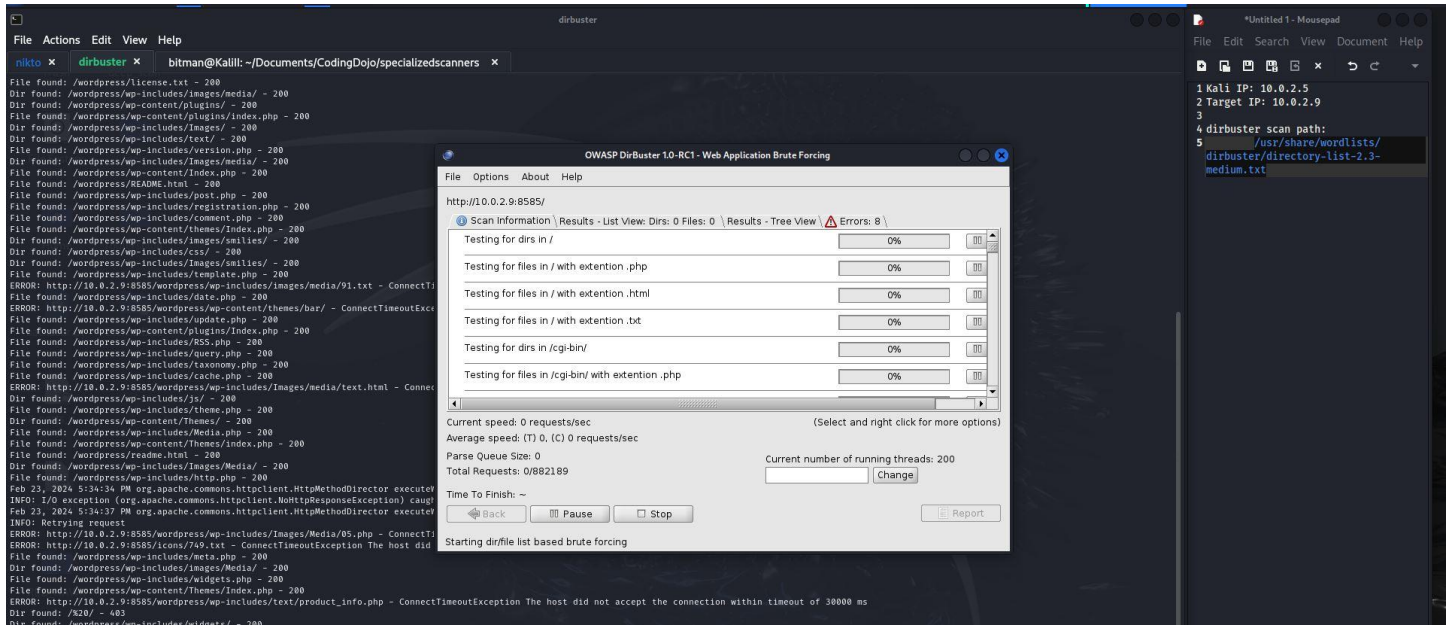 dirbuster
File Actions Edit View Help
nikto × dirbuster × bitman@Kalill: ~/Documents/CodingDojo/specializedscanners ×
File found: /wordpress/license.txt - 200
Dir found: /wordpress/wp-includes/images/media/ - 200
Dir found: /wordpress/wp-content/plugins/ - 200
File found: /wordpress/wp-content/plugins/index.php - 200
Dir found: /wordpress/wp-includes/Images/ - 200
Dir found: /wordpress/wp-includes/text/ - 200
File found: /wordpress/wp-includes/version.php - 200
Dir found: /wordpress/wp-includes/Images/media/ - 200
File found: /wordpress/wp-content/Index.php - 200
File found: /wordpress/README.html - 200
File found: /wordpress/wp-includes/post.php - 200
File found: /wordpress/wp-includes/registration.php - 200
File found: /wordpress/wp-includes/comment.php - 200
File found: /wordpress/wp-content/themes/Index.php - 200
Dir found: /wordpress/wp-includes/images/smilies/ - 200
Dir found: /wordpress/wp-includes/css/ - 200
Dir found: /wordpress/wp-includes/Images/smilies/ - 200
File found: /wordpress/wp-includes/template.php - 200
ERROR: http://10.0.2.9:8585/wordpress/wp-includes/images/media/91.txt - ConnectTi
File found: /wordpress/wp-includes/date.php - 200
ERROR: http://10.0.2.9:8585/wordpress/wp-content/themes/bar/ - ConnectTimeoutExce
File found: /wordpress/wp-includes/update.php - 200
File found: /wordpress/wp-content/plugins/Index.php - 200
File found: /wordpress/wp-includes/RSS.php - 200
File found: /wordpress/wp-includes/query.php - 200
File found: /wordpress/wp-includes/taxonomy.php - 200
File found: /wordpress/wp-includes/cache.php - 200
ERROR: http://10.0.2.9:8585/wordpress/wp-includes/Images/media/text.html - Connec
Dir found: /wordpress/wp-includes/js/ - 200
File found: /wordpress/wp-includes/theme.php - 200
Dir found: /wordpress/wp-content/Themes/ - 200
File found: /wordpress/wp-includes/Media.php - 200
File found: /wordpress/wp-content/Themes/index.php - 200
File found: /wordpress/readme.html - 200
Dir found: /wordpress/wp-includes/Images/Media/ - 200
File found: /wordpress/wp-includes/http.php - 200
Feb 23, 2024 5:34:34 PM org.apache.commons.httpclient.HttpMethodDirector execute
INFO: I/O exception (org.apache.commons.httpclient.NoHttpResponseException) caugh
Feb 23, 2024 5:34:37 PM org.apache.commons.httpclient.HttpMethodDirector execute
INFO: Retrying request
ERROR: http://10.0.2.9:8585/wordpress/wp-includes/Images/Media/05.php - ConnectTi
ERROR: http://10.0.2.9:8585/icons/749.txt - ConnectTimeoutException The host did
File found: /wordpress/wp-includes/meta.php - 200
Dir found: /wordpress/wp-includes/images/Media/ - 200
File found: /wordpress/wp-includes/widgets.php - 200
File found: /wordpress/wp-content/Themes/Index.php - 200
ERROR: http://10.0.2.9:8585/wordpress/wp-includes/text/product_info.php - ConnectTimeoutException The host did not accept the connection within timeout of 30000 ms
Dir found: /%20/ - 403
Dir found: /wordpress/wp-includes/widgets/ - 200
OWASP DirBuster 1.0-RC1 - Web Application Brute Forcing
File Options About Help
http://10.0.2.9:8585/
Scan Information Results - List View: Dirs: 0 Files: 0 Results - Tree View Errors: 8
Testing for dirs in / 0%
Testing for files in / with extention .php 0%
Testing for files in / with extention .html 0%
Testing for files in / with extention .txt 0%
Testing for dirs in /cgi-bin/ 0%
Testing for files in /cgi-bin/ with extention .php 0%
Current speed: 0 requests/sec (Select and right click for more options)
Average speed: (T) 0, (C) 0 requests/sec
Parse Queue Size: 0
Current number of running threads: 200
Total Requests: 0/882189
Change
Time To Finish: ~
Back Pause Stop Report
Starting dir/file list based brute forcing
*Untitled 1 - Mousepad
File Edit Search View Document Help
1 Kali IP: 10.0.2.5
2 Target IP: 10.0.2.9
3
4 dirbuster scan path:
5 /usr/share/wordlists/
dirbuster/directory-list-2.3-
medium.txt